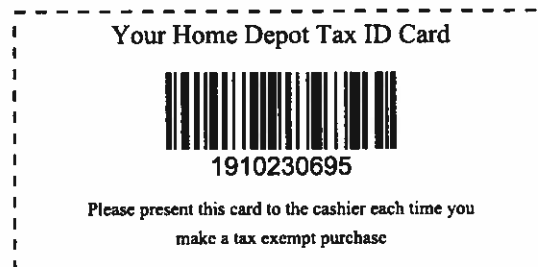 Your Home Depot Tax ID Card
1910230695
Please present this card to the cashier each time you
make a tax exempt purchase